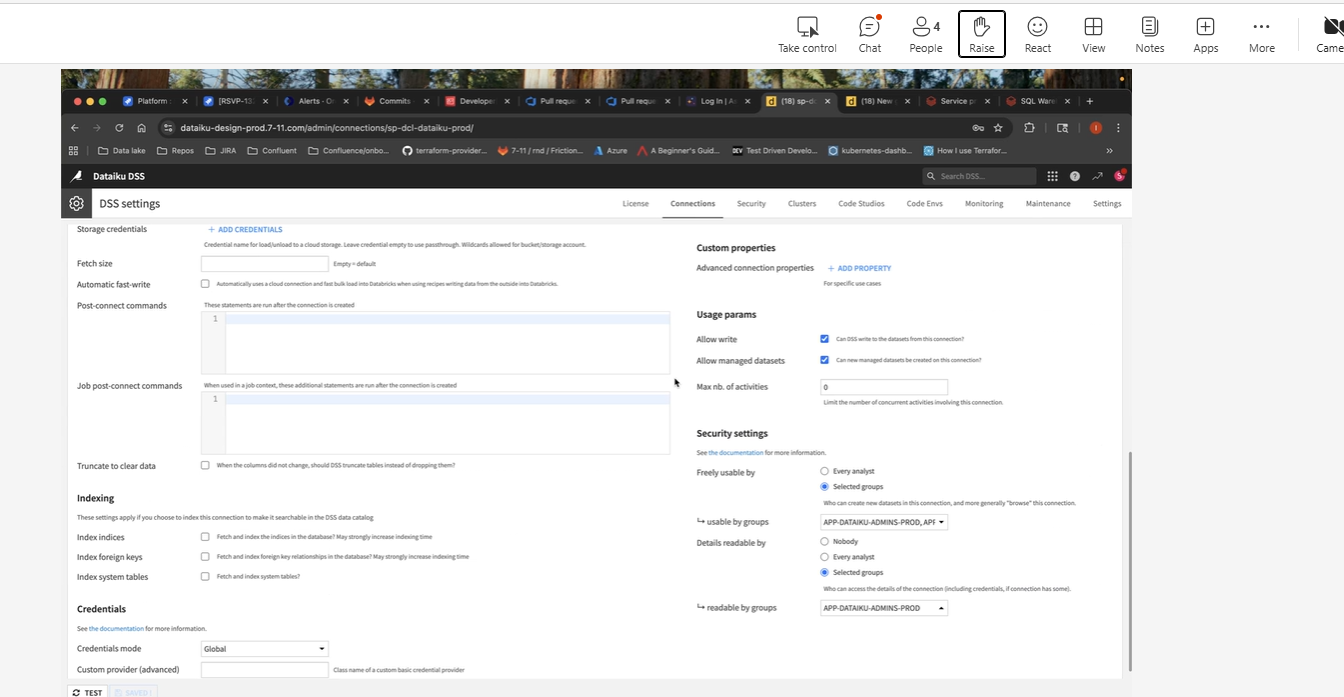 Take control
Chat
4
People
Raise
React
View
Notes
Apps
More
Came
Platform
[RSVP-13
Alerts - D
Commits
Developer
Pull reque
Pull reque
Log In | A
(18) sp-d
(18) New
Service p
SQL Ware
dataiku-design-prod.7-11.com/admin/connections/sp-dcl-dataiku-prod/
Data lake
Repos
JIRA
Confluent
Confluence/onbo...
terraform-provider...
7-11 / rnd / Friction...
Azure
A Beginner's Guid...
Test Driven Develo...
kubernetes-dashb...
How I use Terrafor...
Dataiku DSS
Search DSS...
DSS settings
License
Connections
Security
Clusters
Code Studios
Code Envs
Monitoring
Maintenance
Settings
Storage credentials
+ ADD CREDENTIALS
Credential name for load/unload to a cloud storage. Leave credential empty to use passthrough. Wildcards allowed for bucket/storage account.
Fetch size
Empty = default
Automatic fast-write
Automatically uses a cloud connection and fast bulk load into Databricks when using recipes writing data from the outside into Databricks.
Post-connect commands
These statements are run after the connection is created
1
Job post-connect commands
When used in a job context, these additional statements are run after the connection is created
1
Truncate to clear data
When the columns did not change, should DSS truncate tables instead of dropping them?
Indexing
These settings apply if you choose to index this connection to make it searchable in the DSS data catalog
Index indices
Fetch and index the indices in the database? May strongly increase indexing time
Index foreign keys
Fetch and index foreign key relationships in the database? May strongly increase indexing time
Index system tables
Fetch and index system tables?
Credentials
See the documentation for more information.
Credentials mode
Global
Custom provider (advanced)
Class name of a custom basic credential provider
TEST
SAVED !
Custom properties
Advanced connection properties
+ ADD PROPERTY
For specific use cases
Usage params
Allow write
Can DSS write to the datasets from this connection?
Allow managed datasets
Can new managed datasets be created on this connection?
Max nb. of activities
0
Limit the number of concurrent activities involving this connection.
Security settings
See the documentation for more information.
Freely usable by
Every analyst
Selected groups
Who can create new datasets in this connection, and more generally "browse" this connection.
usable by groups
APP-DATAIKU-ADMINS-PROD, APP
Details readable by
Nobody
Every analyst
Selected groups
Who can access the details of the connection (including credentials, if connection has some).
readable by groups
APP-DATAIKU-ADMINS-PROD